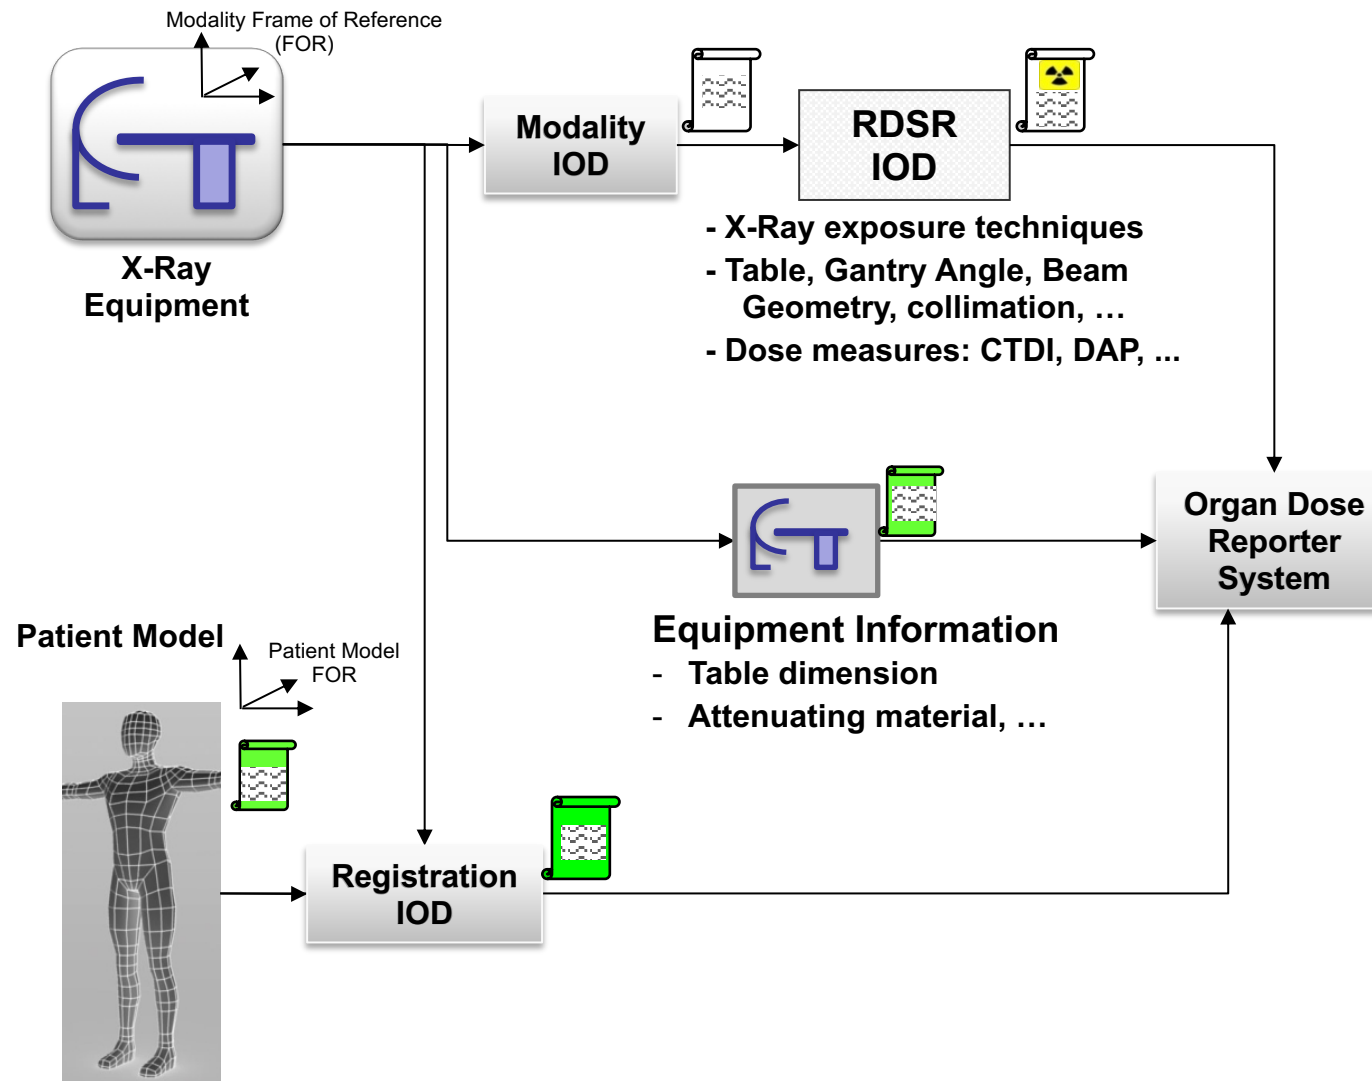 Modality Frame of Reference
(FOR)
X-Ray
Equipment
Modality
IOD
RDSR
IOD
- X-Ray exposure techniques
- Table, Gantry Angle, Beam
Geometry, collimation, …
- Dose measures: CTDI, DAP, ...
Organ Dose
Reporter
System
Equipment Information
- Table dimension
- Attenuating material, …
Patient Model
Patient Model
FOR
Registration
IOD